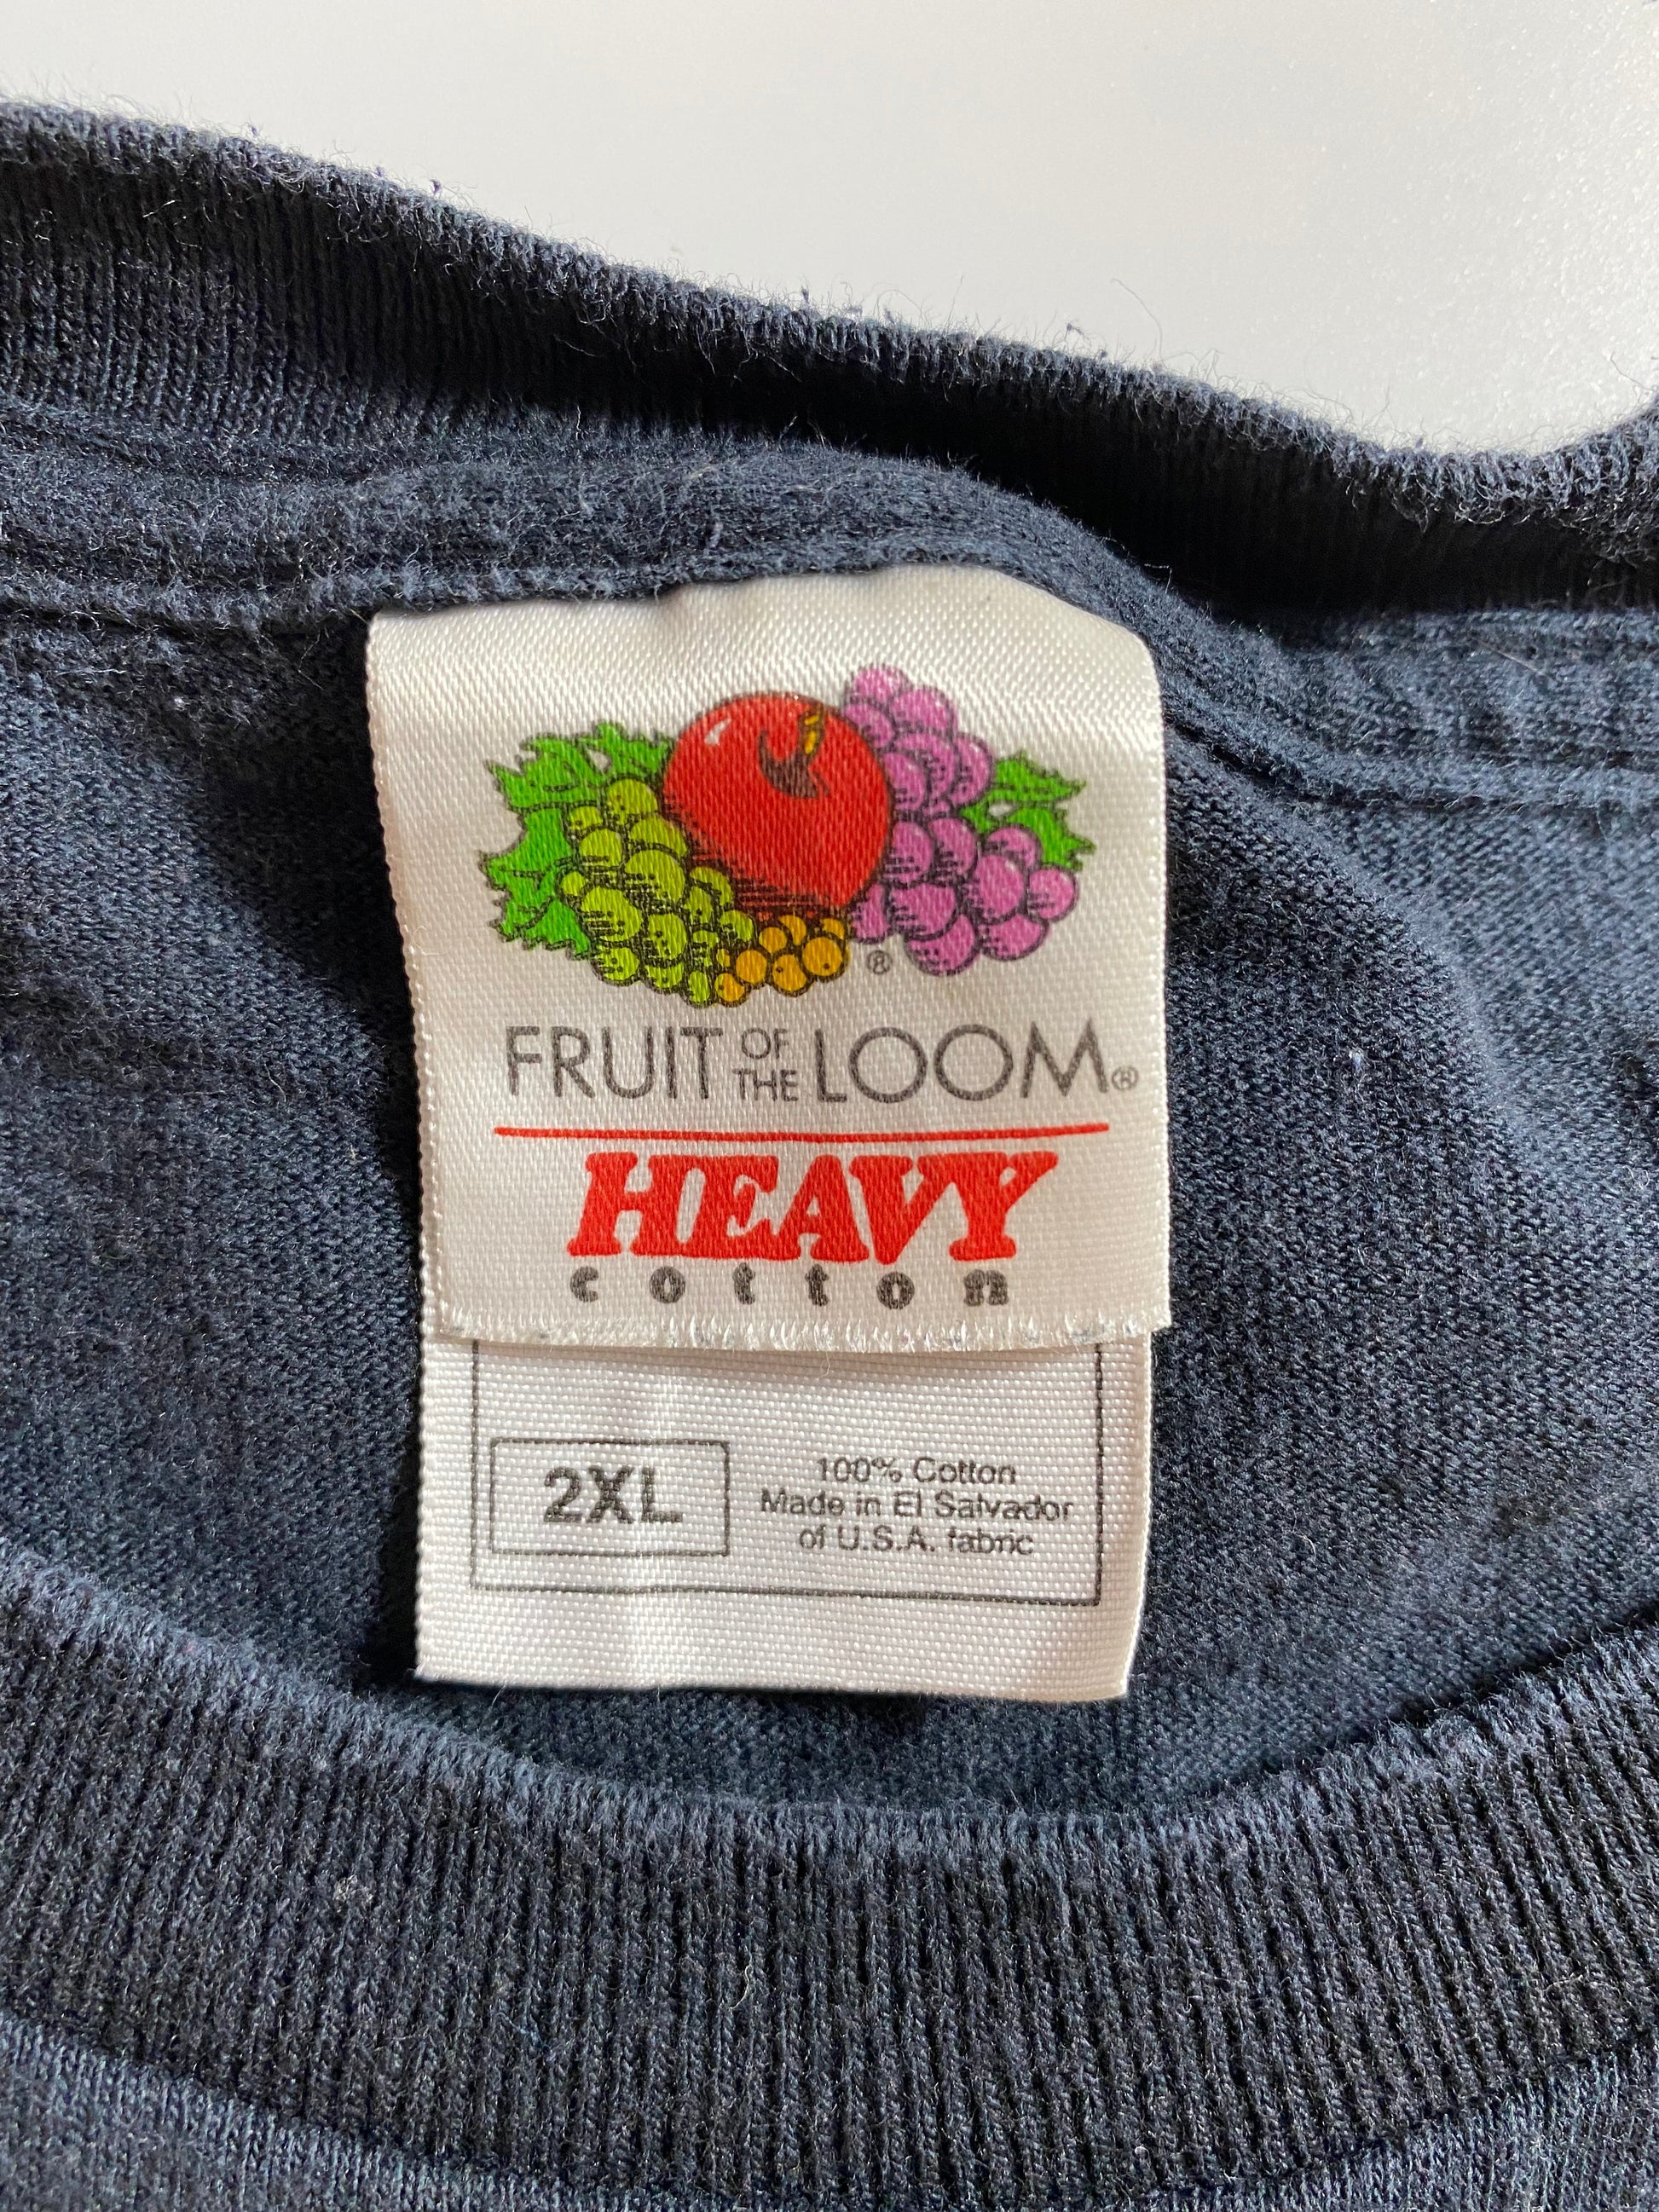 ®
FRUIT OF THE LOOM®
HEAVY
cotton
2XL
100% Cotton
Made in El Salvador
of U.S.A. fabric